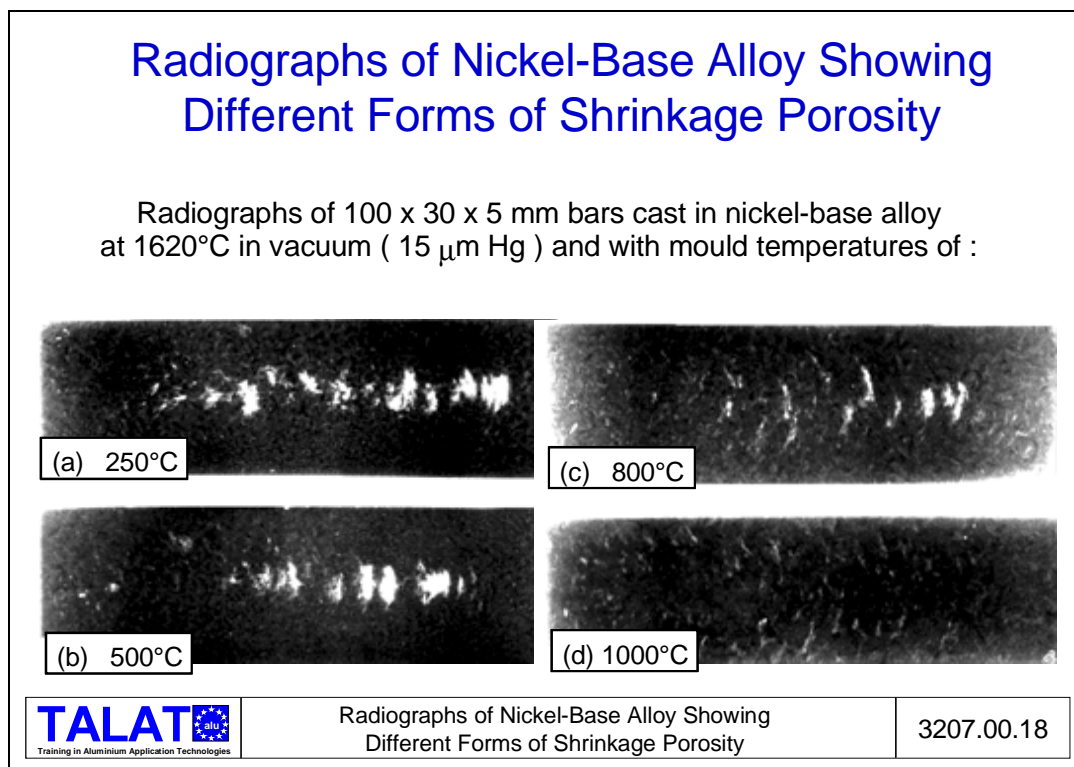 Radiographs of Nickel-Base Alloy Showing
Different Forms of Shrinkage Porosity
Radiographs of 100 x 30 x 5 mm bars cast in nickel-base alloy
at 1620°C in vacuum ( 15 μm Hg ) and with mould temperatures of :
(a) 250°C
(c) 800°C
(b) 500°C
(d) 1000°C
TALAT
alu
Training in Aluminium Application Technologies
Radiographs of Nickel-Base Alloy Showing
Different Forms of Shrinkage Porosity
3207.00.18